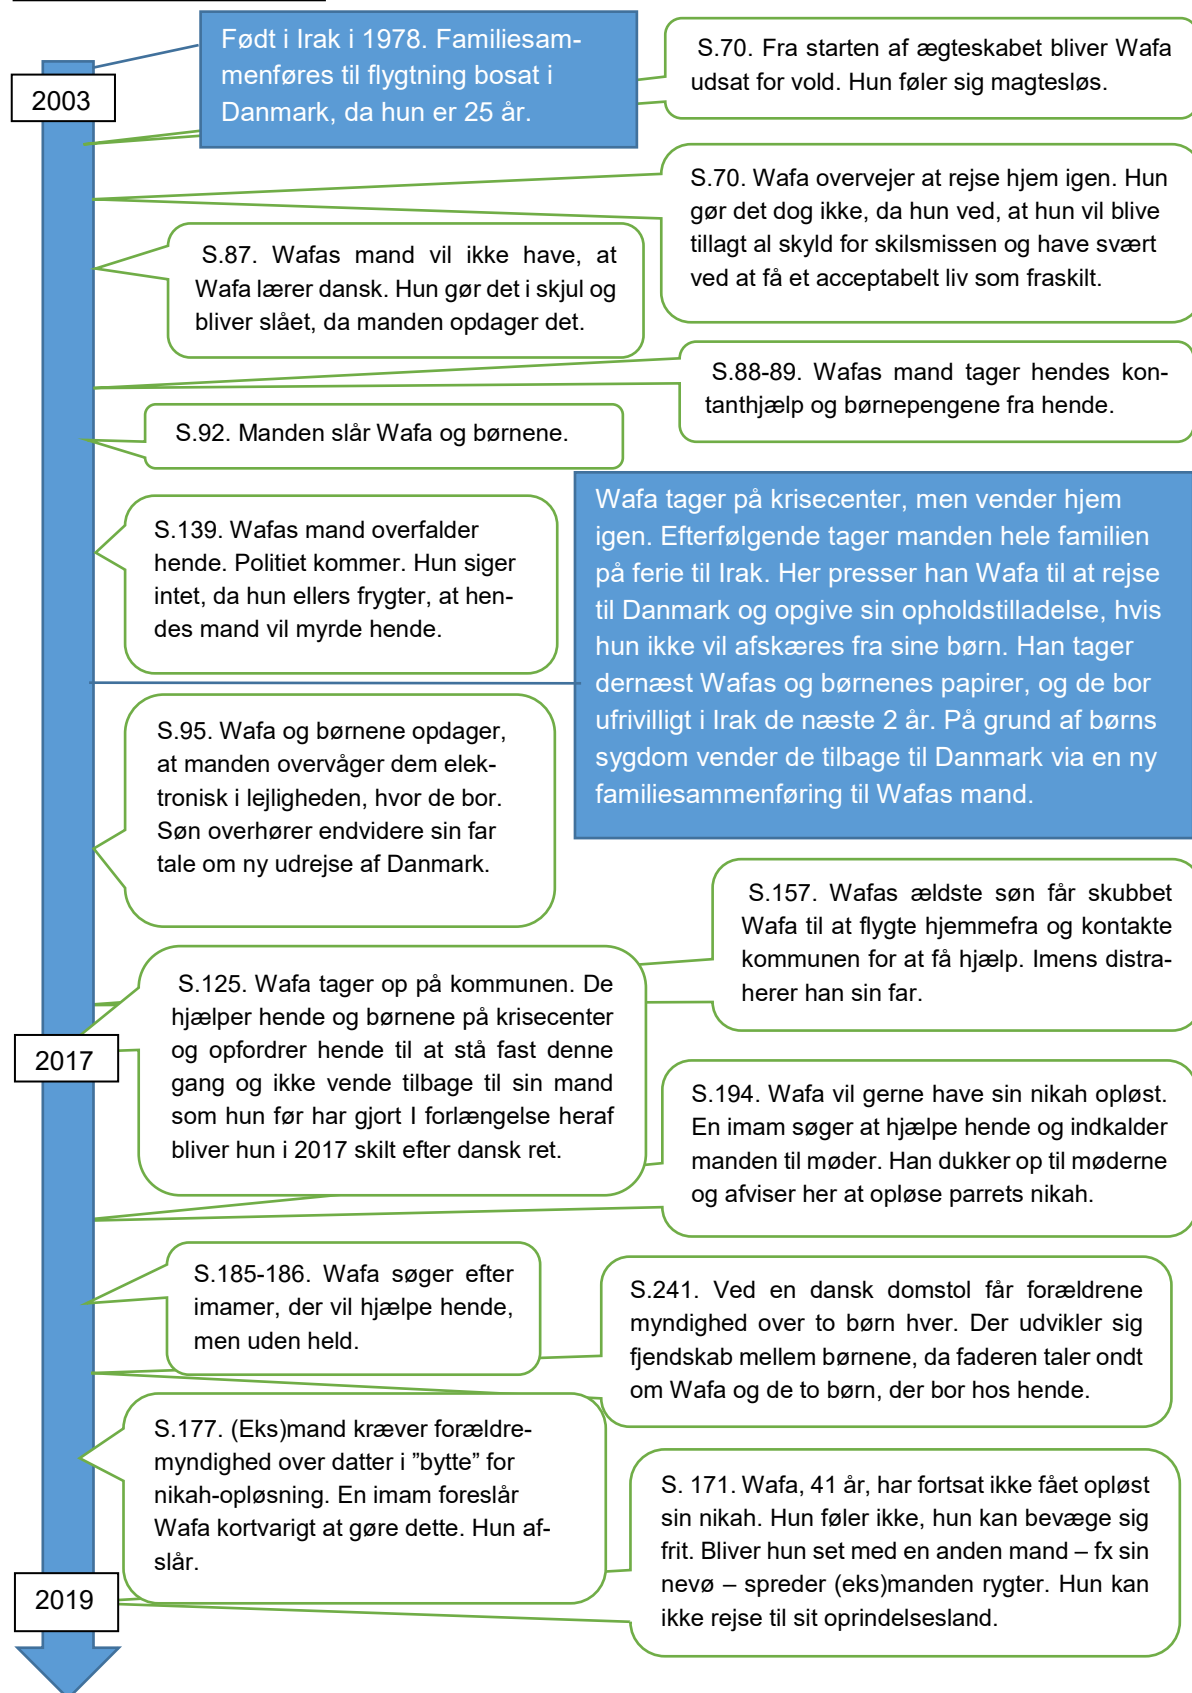 Født i Irak i 1978. Familiesam-
menføres til flygtning bosat i
Danmark, da hun er 25 år.
S.70. Fra starten af ægteskabet bliver Wafa
udsat for vold. Hun føler sig magtesløs.
2003
S.70. Wafa overvejer at rejse hjem igen. Hun
gør det dog ikke, da hun ved, at hun vil blive
tillagt al skyld for skilsmissen og have svært
ved at få et acceptabelt liv som fraskilt.
S.87. Wafas mand vil ikke have, at
Wafa lærer dansk. Hun gør det i skjul og
bliver slået, da manden opdager det.
S.88-89. Wafas mand tager hendes kon-
tanthjælp og børnepengene fra hende.
S.92. Manden slår Wafa og børnene.
S.139. Wafas mand overfalder
hende. Politiet kommer. Hun siger
intet, da hun ellers frygter, at hen-
des mand vil myrde hende.
Wafa tager på krisecenter, men vender hjem
igen. Efterfølgende tager manden hele familien
på ferie til Irak. Her presser han Wafa til at rejse
til Danmark og opgive sin opholdstilladelse, hvis
hun ikke vil afskæres fra sine børn. Han tager
dernæst Wafas og børnenes papirer, og de bor
ufrivilligt i Irak de næste 2 år. På grund af børns
sygdom vender de tilbage til Danmark via en ny
familiesammenføring til Wafas mand.
S.95. Wafa og børnene opdager,
at manden overvåger dem elek-
tronisk i lejligheden, hvor de bor.
Søn overhører endvidere sin far
tale om ny udrejse af Danmark.
S.157. Wafas ældste søn får skubbet
Wafa til at flygte hjemmefra og kontakte
kommunen for at få hjælp. Imens distra-
herer han sin far.
S.125. Wafa tager op på kommunen. De
hjælper hende og børnene på krisecenter
og opfordrer hende til at stå fast denne
gang og ikke vende tilbage til sin mand
som hun før har gjort I forlængelse heraf
bliver hun i 2017 skilt efter dansk ret.
2017
S.194. Wafa vil gerne have sin nikah opløst.
En imam søger at hjælpe hende og indkalder
manden til møder. Han dukker op til møderne
og afviser her at opløse parrets nikah.
S.185-186. Wafa søger efter
imamer, der vil hjælpe hende,
men uden held.
S.241. Ved en dansk domstol får forældrene
myndighed over to børn hver. Der udvikler sig
fjendskab mellem børnene, da faderen taler ondt
om Wafa og de to børn, der bor hos hende.
S.177. (Eks)mand kræver forældre-
myndighed over datter i ”bytte” for
nikah-opløsning. En imam foreslår
Wafa kortvarigt at gøre dette. Hun af-
slår.
S. 171. Wafa, 41 år, har fortsat ikke fået opløst
sin nikah. Hun føler ikke, hun kan bevæge sig
frit. Bliver hun set med en anden mand – fx sin
nevø – spreder (eks)manden rygter. Hun kan
ikke rejse til sit oprindelsesland.
2019